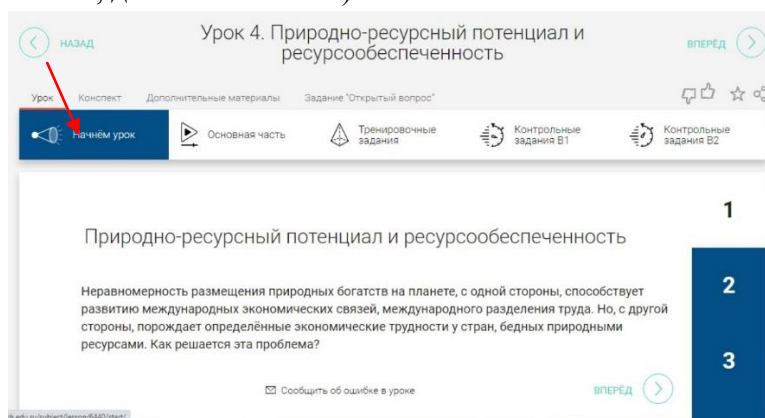 НАЗАД
Урок 4. Природно-ресурсный потенциал и
ресурсообеспеченность
ВПЕРЁД
Урок Конспект Дополнительные материалы Задание "Открытый вопрос"
Начнём урок
Основная часть
Тренировочные
задания
Контрольные
задания В1
Контрольные
задания В2
1
Природно-ресурсный потенциал и ресурсообеспеченность
2
Неравномерность размещения природных богатств на планете, с одной стороны, способствует
развитию международных экономических связей, международного разделения труда. Но, с другой
стороны, порождает определённые экономические трудности у стран, бедных природными
ресурсами. Как решается эта проблема?
3
Сообщить об ошибке в уроке
ВПЕРЁД